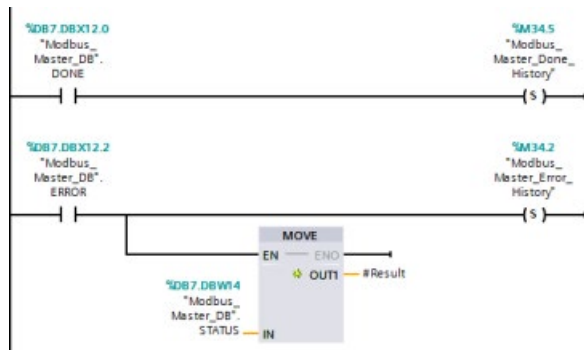 %DB7.DBX12.0
"Modbus_
Master_DB".
DONE
%M34.5
"Modbus_
Master_Done_
History"
( S )
%DB7.DBX12.2
"Modbus_
Master_DB".
ERROR
%M34.2
"Modbus_
Master_Error_
History"
( S )
MOVE
EN ENO
OUT1 #Result
%DB7.DBW14
"Modbus_
Master_DB".
STATUS IN